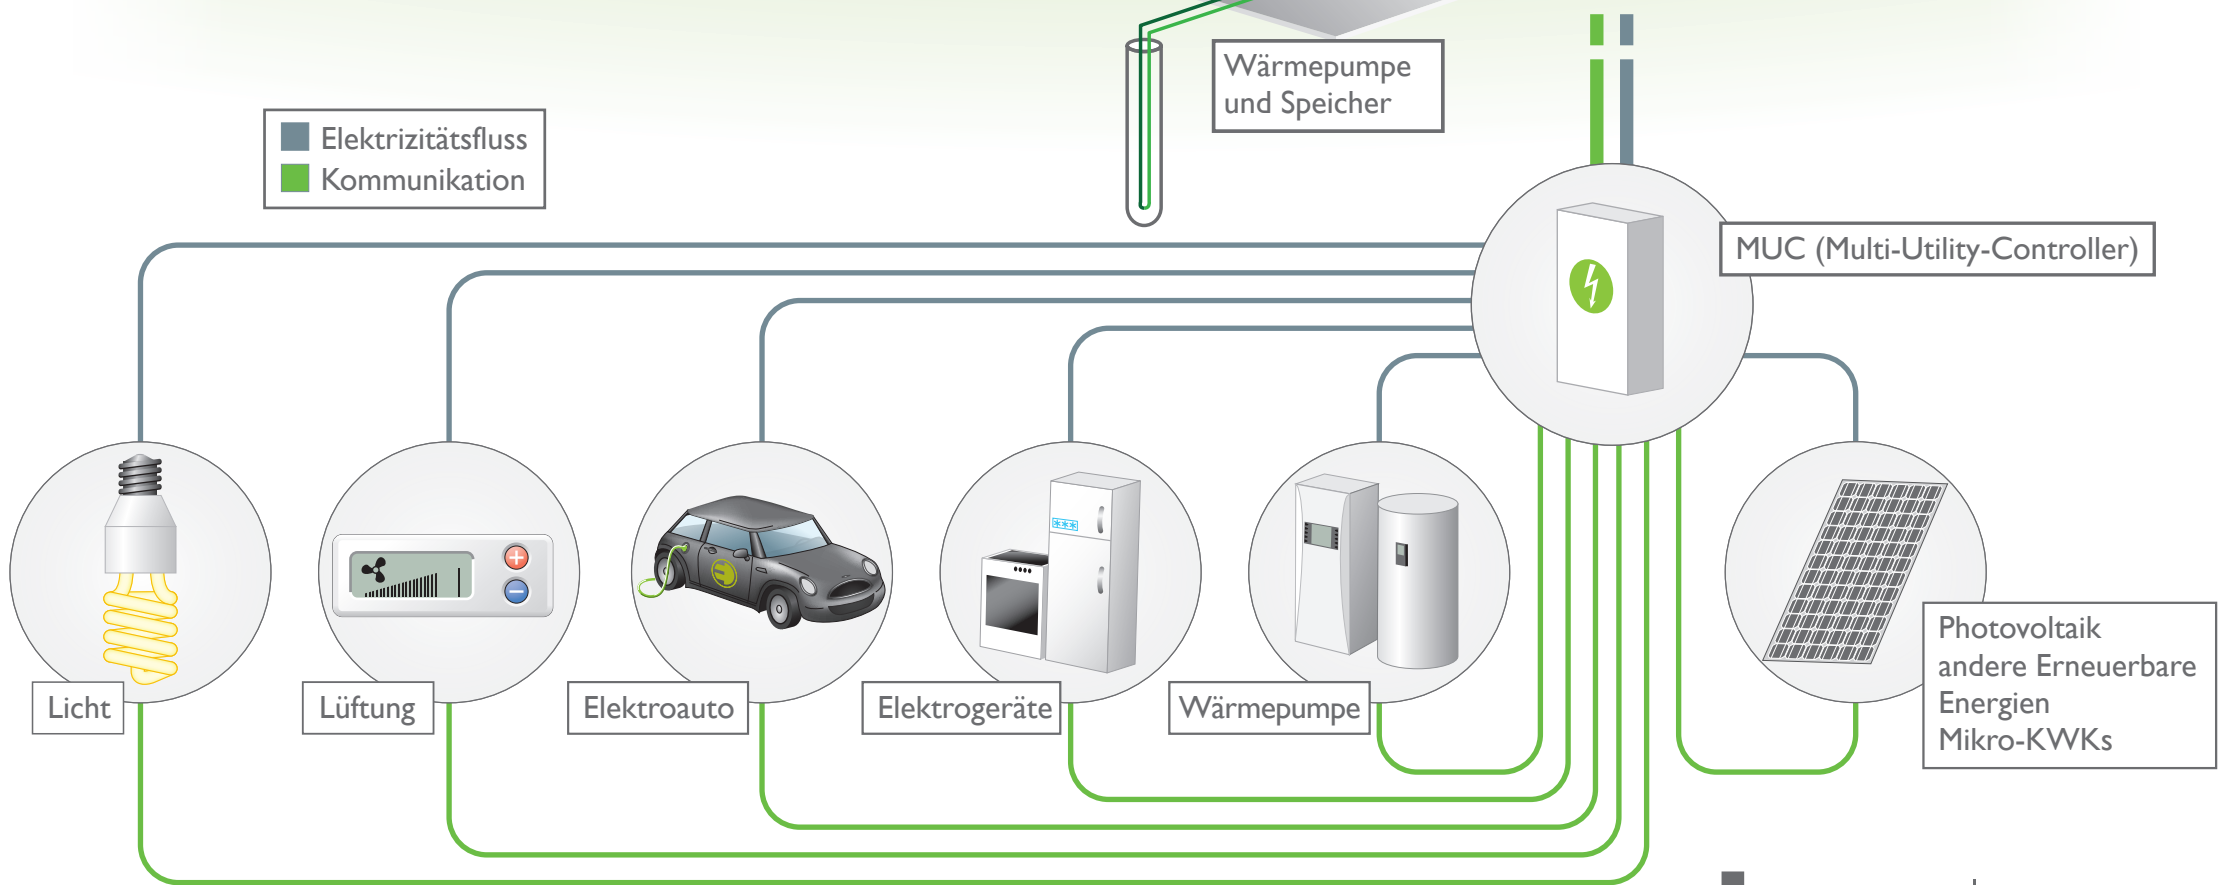 Wärmepumpe
und Speicher
Elektrizitätsfluss
Kommunikation
MUC (Multi-Utility-Controller)
Licht
Lüftung
Elektroauto
Elektrogeräte
Wärmepumpe
Photovoltaik
andere Erneuerbare
Energien
Mikro-KWKs